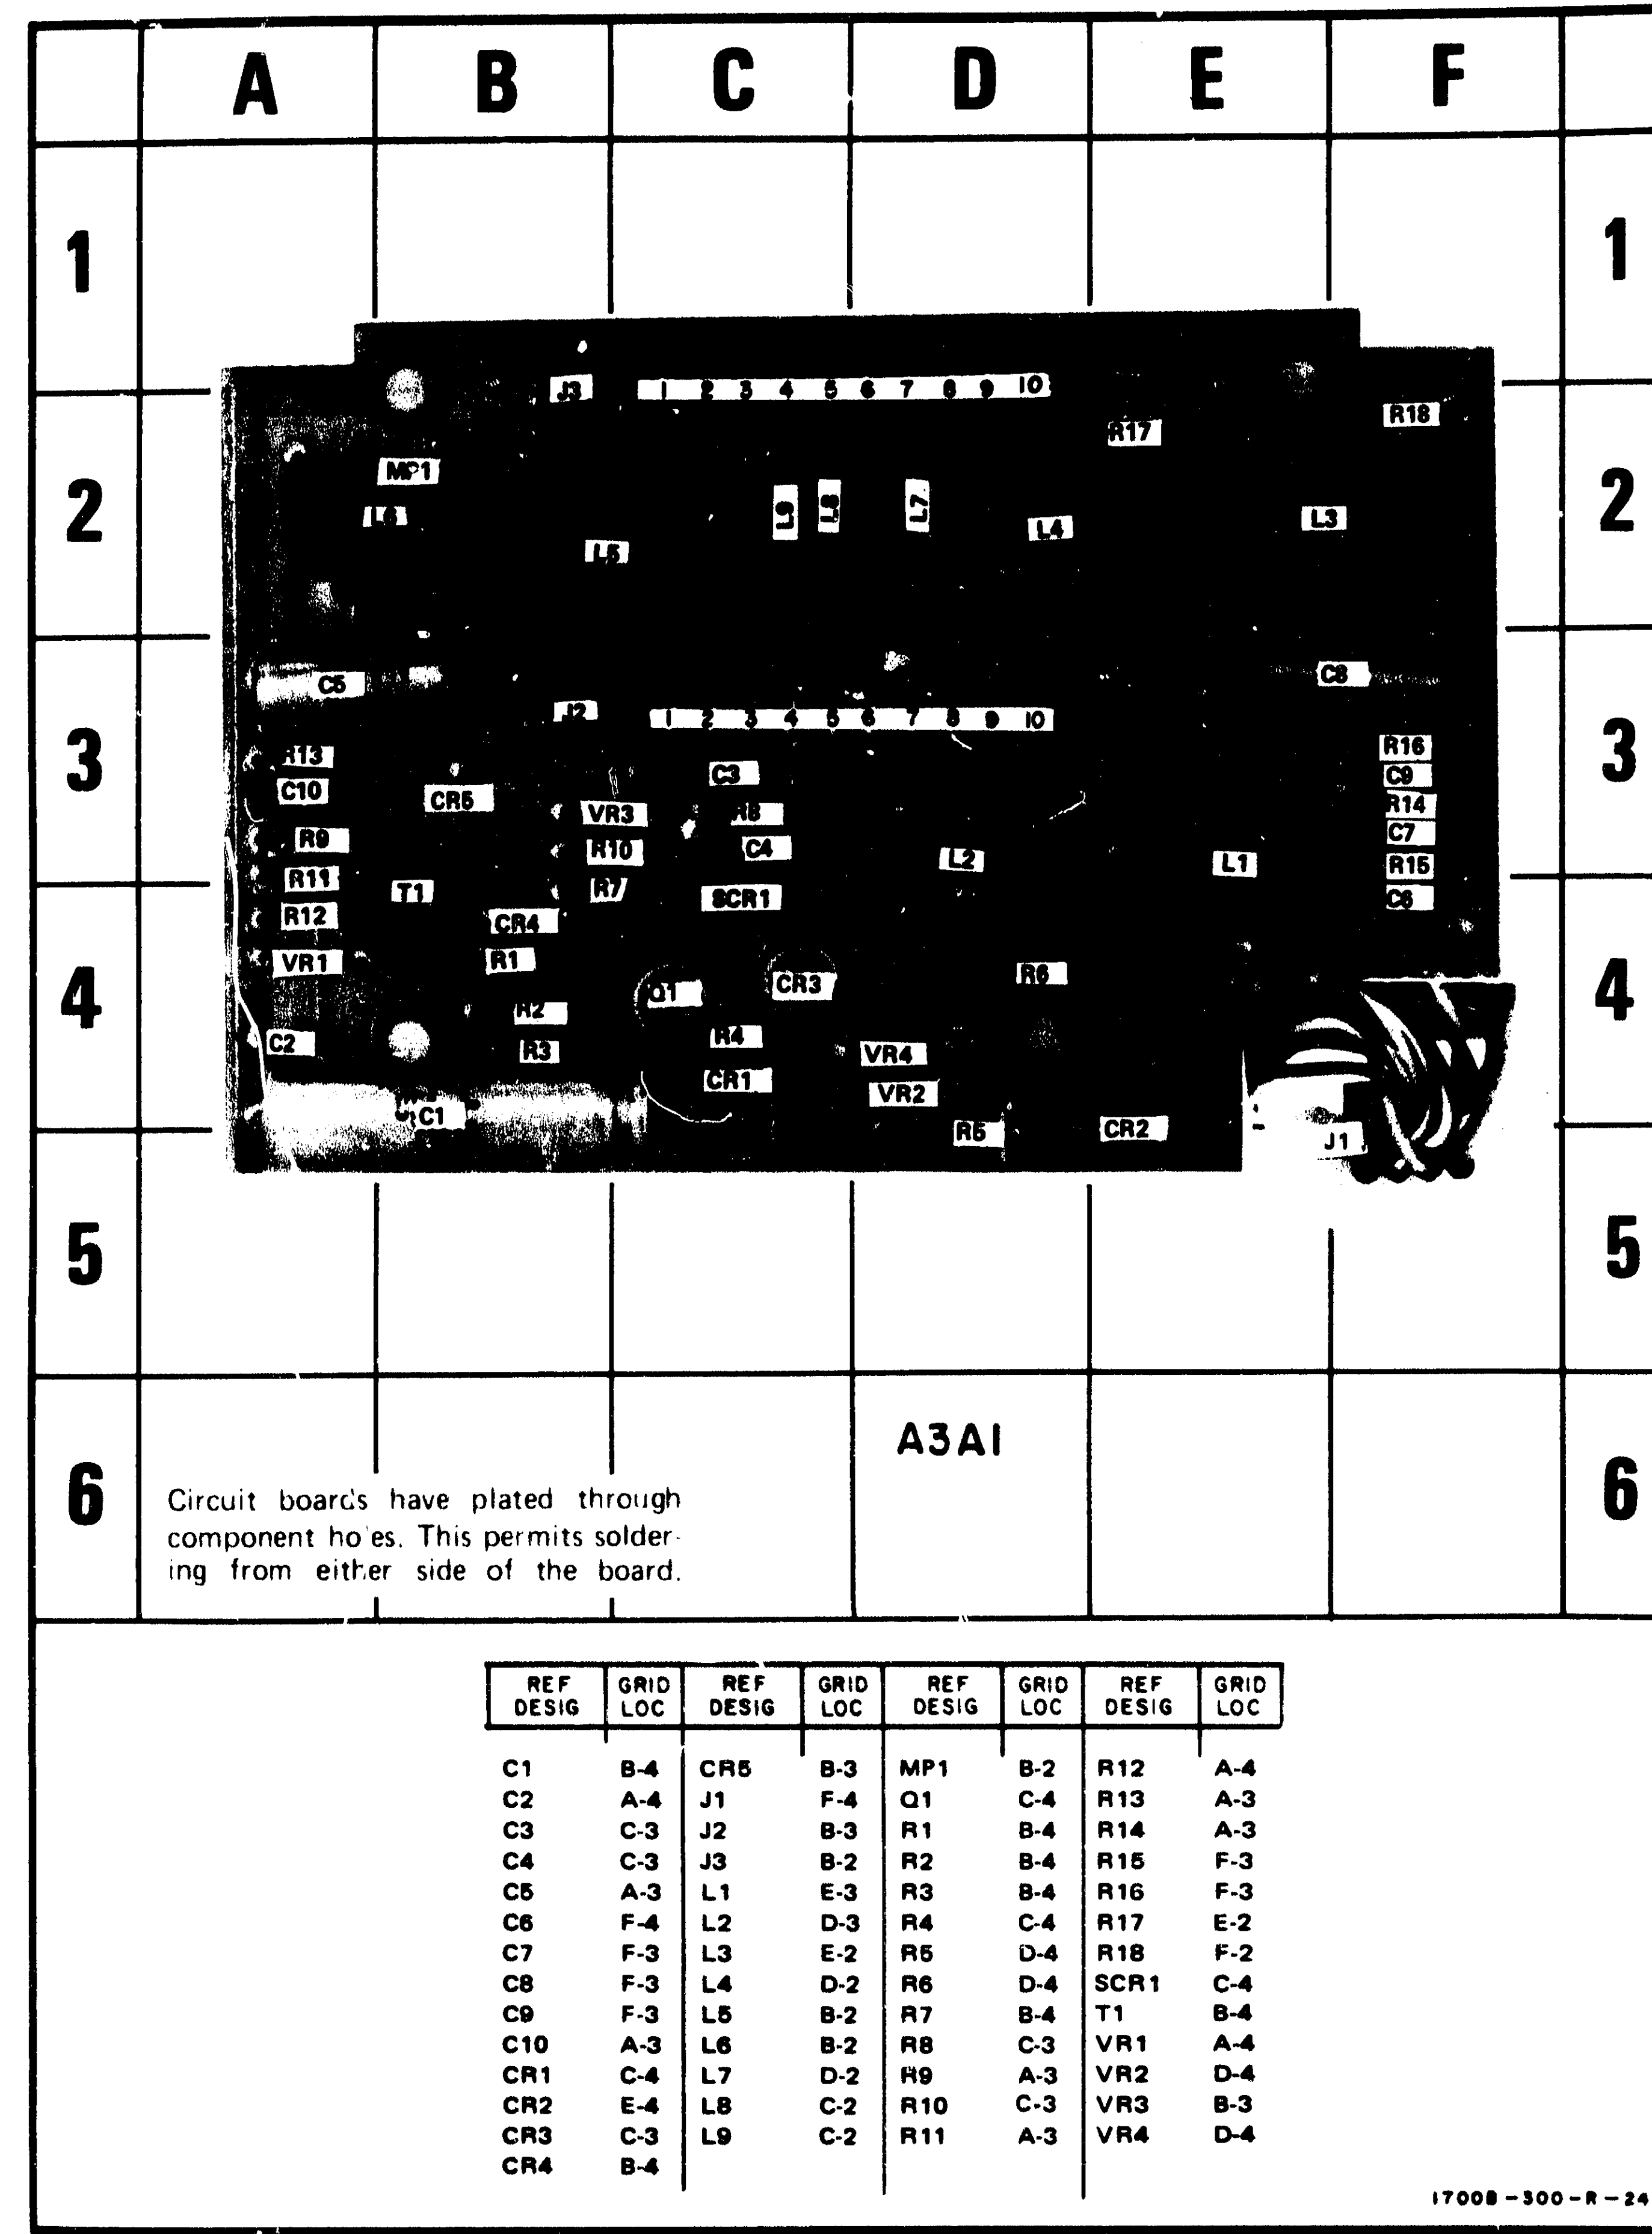 A B C D E F
1 1
J3 1 2 3 4 5 6 7 8 9 10
R18
R17
MP1
2 2
L6 L9 L8 L7 L4 L3
L5
C5 C8
J2 1 2 3 4 5 6 7 8 9 10
3 3
R13 R16
C10 CR5 C3 C9
VR3 R8 R14
R9 R10 C4 C7
L2 L1 R15
R11 T1 R7 SCR1 C6
R12 CR4
VR1 R1 R6
4 4
Q1 CR3
R2
C2 R3 R4 VR4
CR1 VR2
C1 R5 CR2 J1
5 5
A3A1
6 6
Circuit boards have plated through
component holes. This permits solder-
ing from either side of the board.
REF GRID REF GRID REF GRID REF GRID
DESIG LOC DESIG LOC DESIG LOC DESIG LOC
C1 B-4 CR5 B-3 MP1 B-2 R12 A-4
C2 A-4 J1 F-4 Q1 C-4 R13 A-3
C3 C-3 J2 B-3 R1 B-4 R14 A-3
C4 C-3 J3 B-2 R2 B-4 R15 F-3
C5 A-3 L1 E-3 R3 B-4 R16 F-3
C6 F-4 L2 D-3 R4 C-4 R17 E-2
C7 F-3 L3 E-2 R5 D-4 R18 F-2
C8 F-3 L4 D-2 R6 D-4 SCR1 C-4
C9 F-3 L5 B-2 R7 B-4 T1 B-4
C10 A-3 L6 B-2 R8 C-3 VR1 A-4
CR1 C-4 L7 D-2 R9 A-3 VR2 D-4
CR2 E-4 L8 C-2 R10 C-3 VR3 B-3
CR3 C-3 L9 C-2 R11 A-3 VR4 D-4
CR4 B-4
1700B-300-R-24